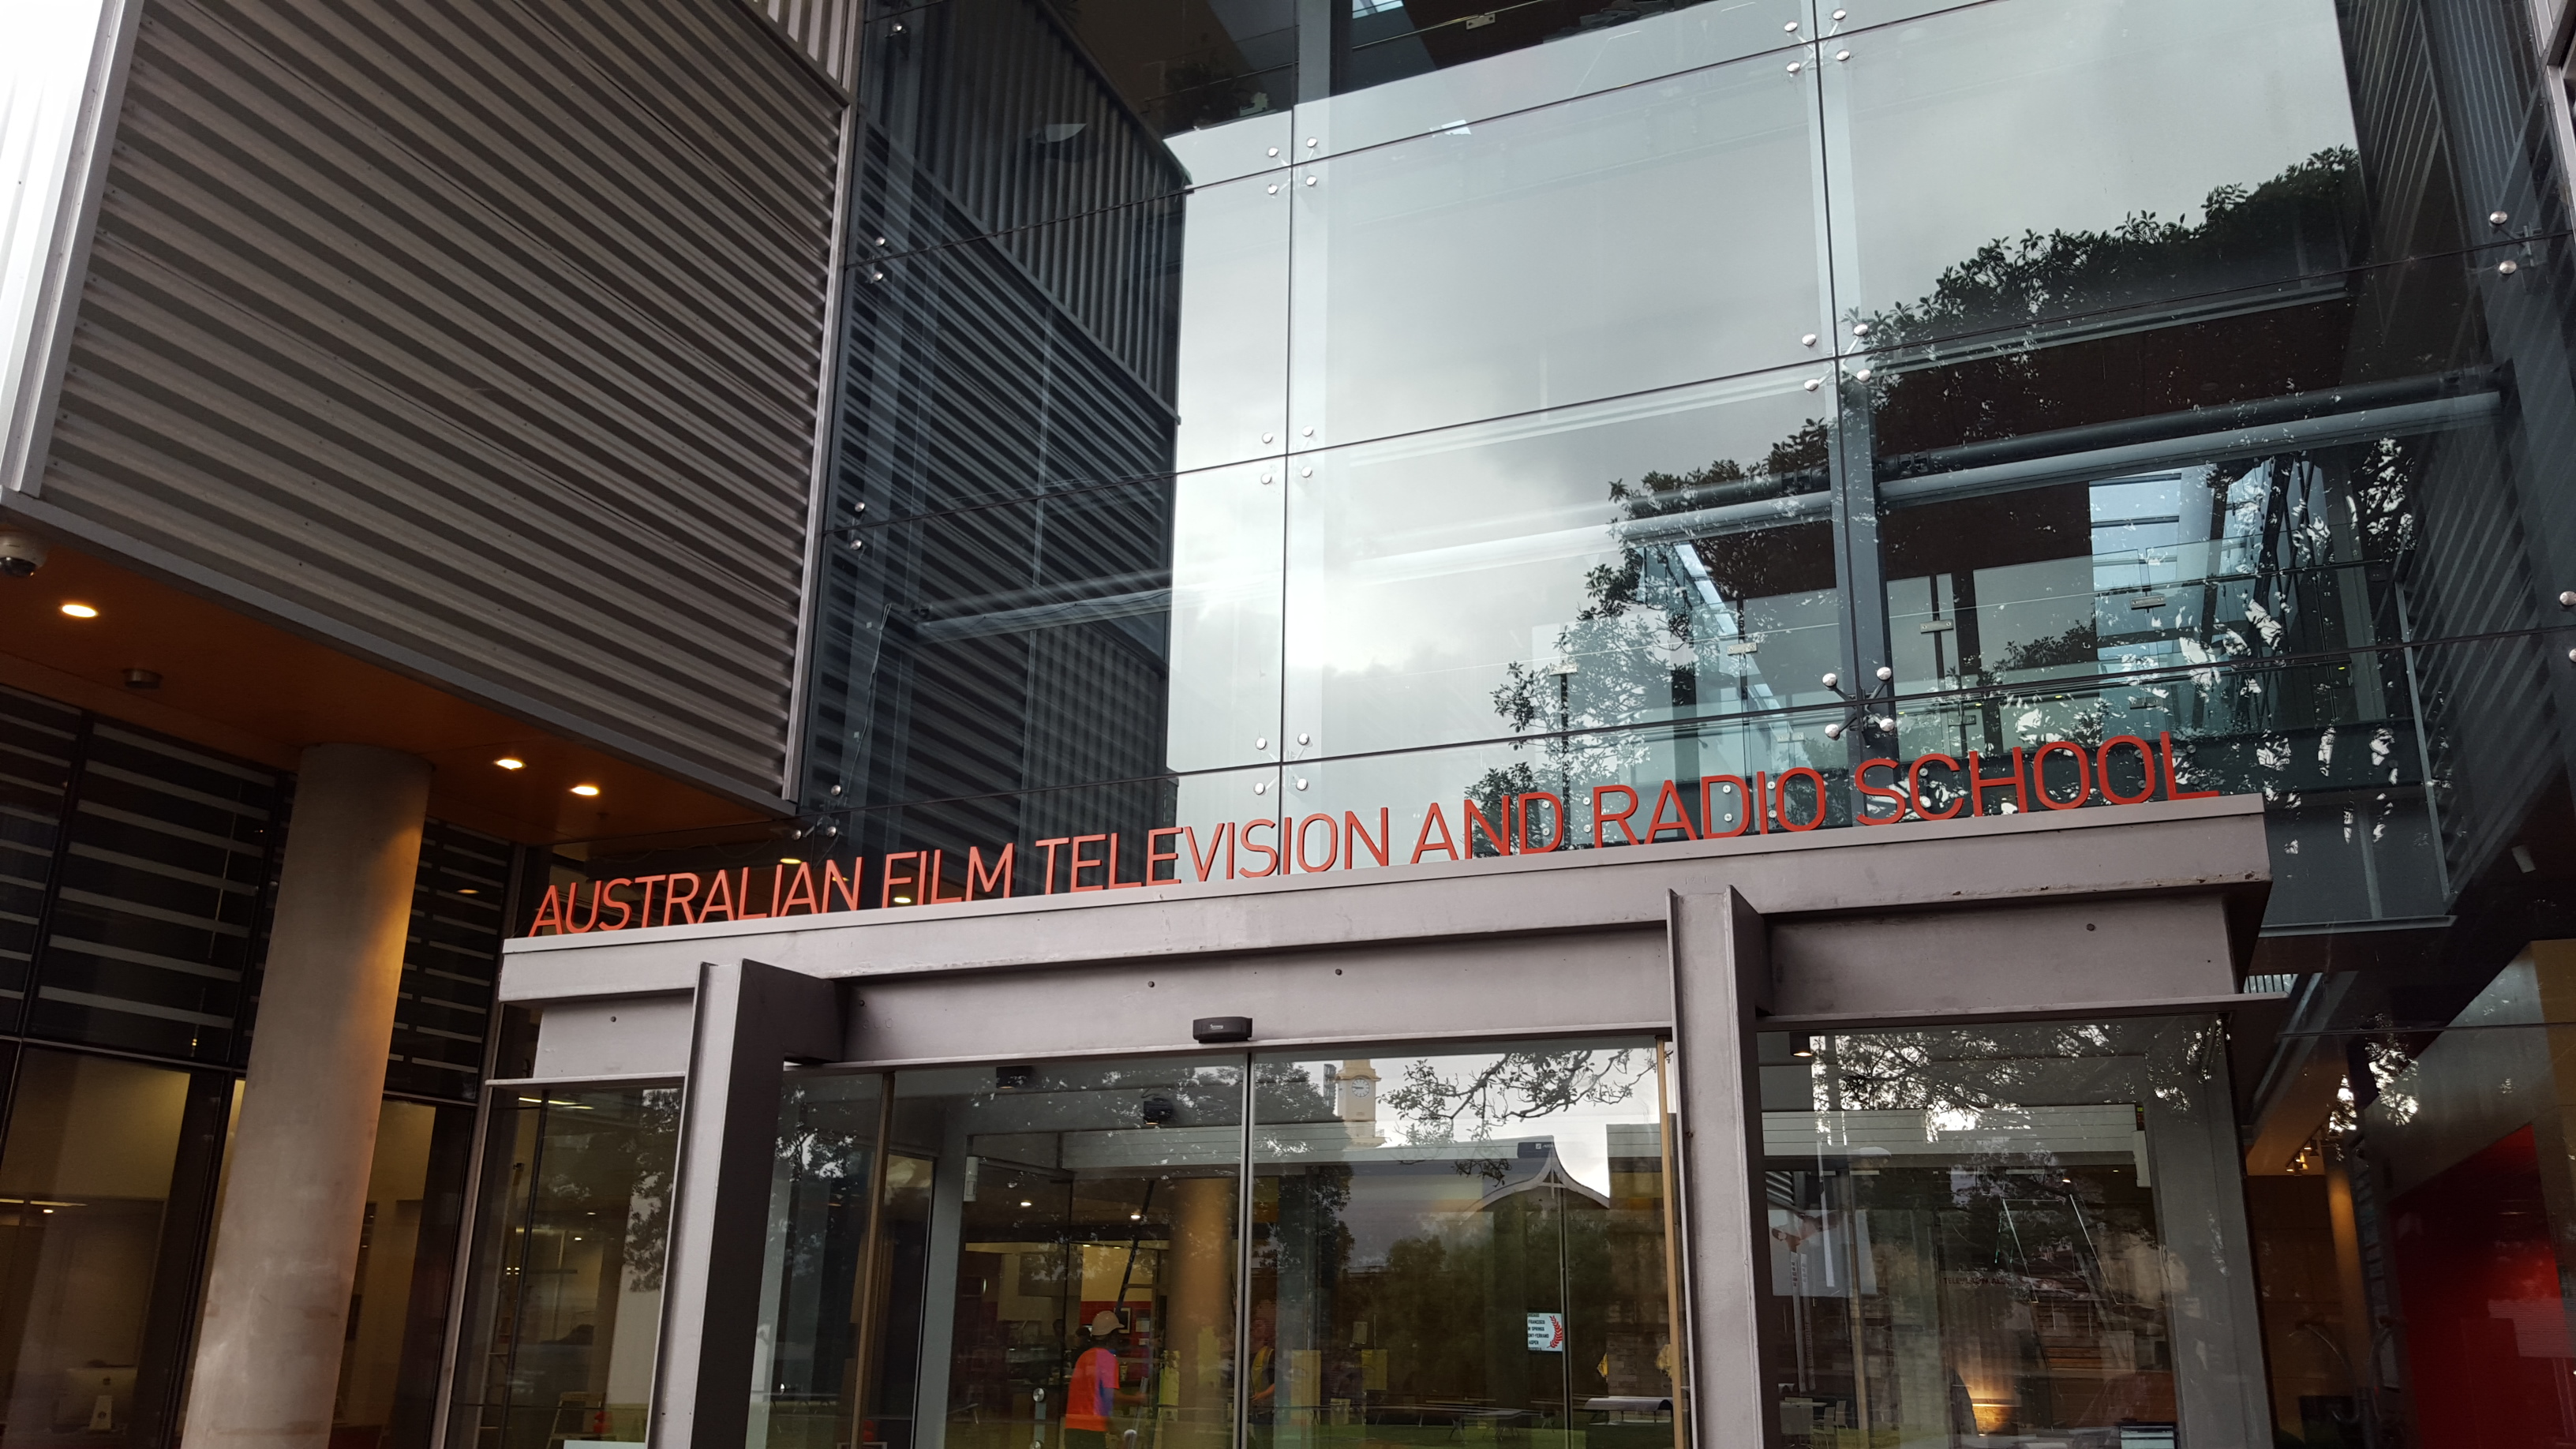 AUSTRALIAN FILM TELEVISION AND RADIO SCHOOL